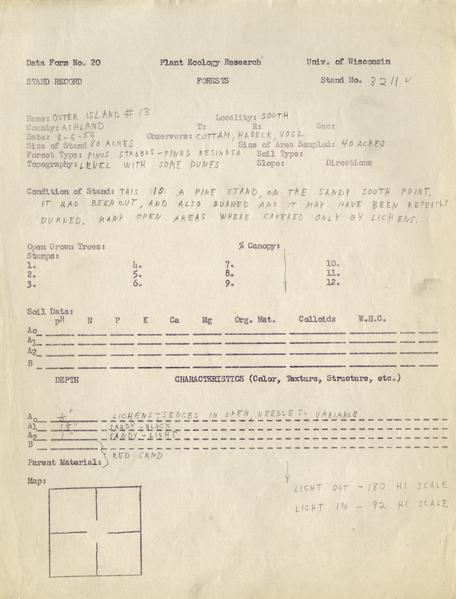 Data Form No. 20 Plant Ecology Research Univ. of Wisconsin
STAND RECORD FORESTS Stand No. 3211
Name: OUTER ISLAND #13 Locality: SOUTH
County: ASHLAND T: R: Sec:
Date: 8-6-56 Observers: COTTAM, HABECK, VOGL
Size of Stand 80 ACRES Size of Area Sampled: 40 ACRES
Forest Type: PINUS STROBUS-PINUS RESINOSA Soil Type:
Topography: LEVEL WITH SOME DUNES Slope: Directions
Condition of Stand: THIS IS A PINE STAND, ON THE SANDY SOUTH POINT.
IT HAD BEEN CUT, AND ALSO BURNED AND IT MAY HAVE BEEN REPEATLY
BURNED. MANY OPEN AREAS WHERE COVERED ONLY BY LICHENS.
Open Grown Trees: % Canopy:
Stumps:
1. 4. 7. 10.
2. 5. 8. 11.
3. 6. 9. 12.
Soil Data:
pH N P K Ca Mg Org. Mat. Colloids W.H.C.
Ao
A1
A2
B
DEPTH CHARACTERISTICS (Color, Texture, Structure, etc.)
Ao ½" LICHENS-SEDGES IN OPEN, NEEDLES- VARIABLE
A1 SANDY-BLACK
A2 1" SANDY-LIGHT
B
RED SAND
Parent Material:
Map:
LIGHT OUT - 180 HI SCALE
LIGHT IN - 92 HI SCALE